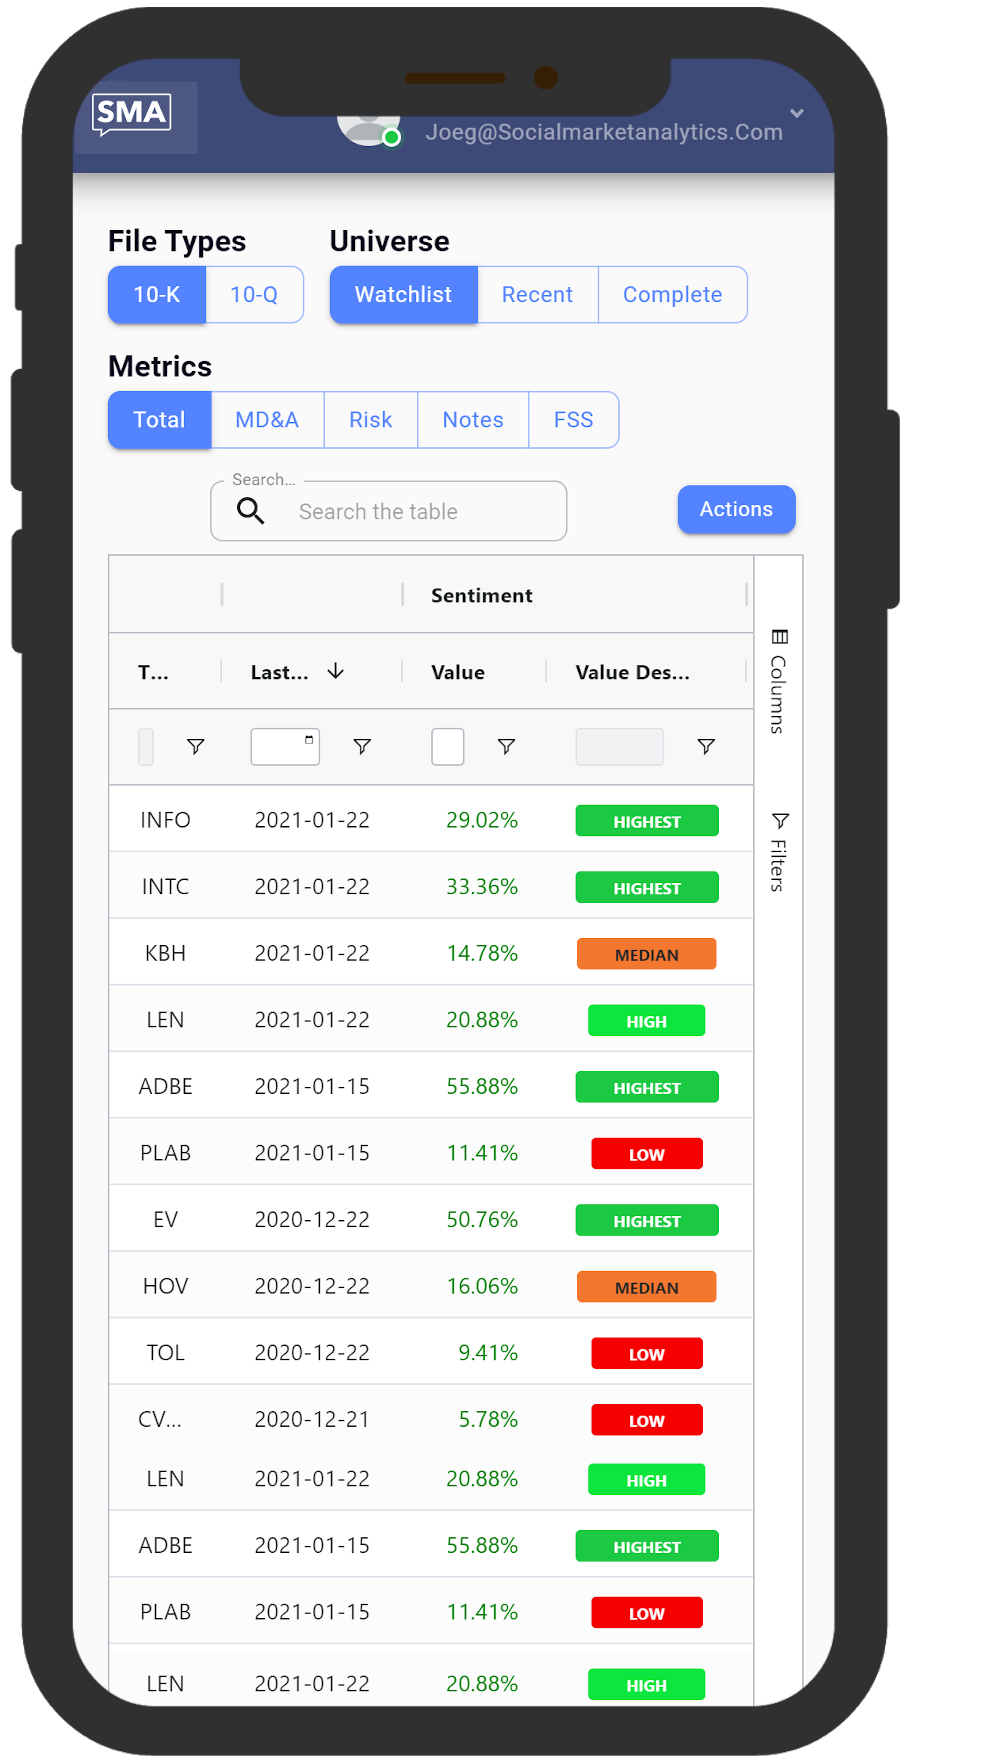 SMA
Joeg@Socialmarketanalytics.Com
File Types
Universe
10-K
10-Q
Watchlist
Recent
Complete
Metrics
Total
MD&A
Risk
Notes
FSS
Search...
Search the table
Actions
Sentiment
T...
Last...
Value
Value Des...
Columns
Filters
INFO 2021-01-22 29.02% HIGHEST
INTC 2021-01-22 33.36% HIGHEST
KBH 2021-01-22 14.78% MEDIAN
LEN 2021-01-22 20.88% HIGH
ADBE 2021-01-15 55.88% HIGHEST
PLAB 2021-01-15 11.41% LOW
EV 2020-12-22 50.76% HIGHEST
HOV 2020-12-22 16.06% MEDIAN
TOL 2020-12-22 9.41% LOW
CV... 2020-12-21 5.78% LOW
LEN 2021-01-22 20.88% HIGH
ADBE 2021-01-15 55.88% HIGHEST
PLAB 2021-01-15 11.41% LOW
LEN 2021-01-22 20.88% HIGH